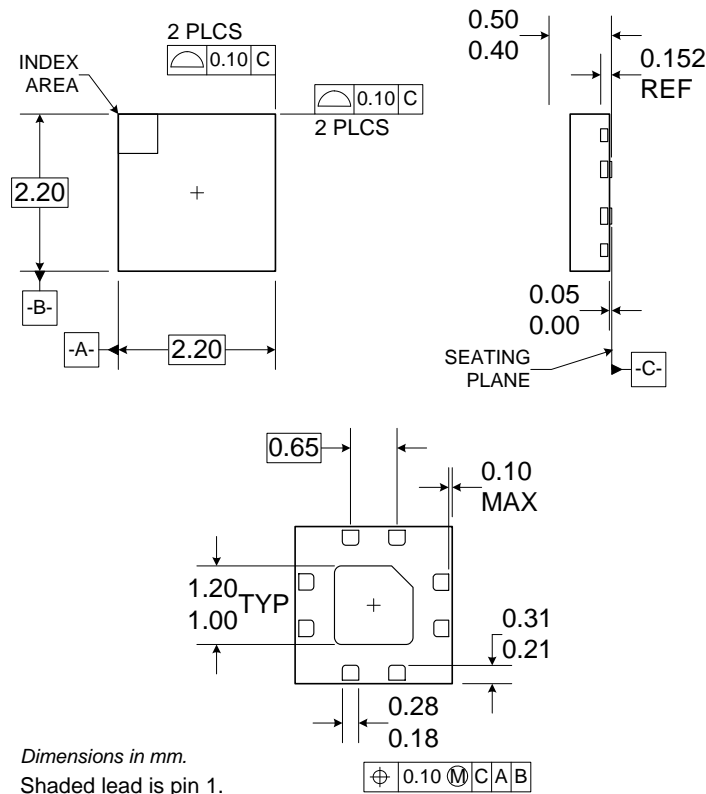 2 PLCS
⌓ 0.10 C
INDEX
AREA
⌓ 0.10 C
2 PLCS
2.20
-B-
-A-
2.20
0.50
0.40
0.152
REF
0.05
0.00
SEATING
PLANE
-C-
0.65
0.10
MAX
1.20
1.00
TYP
0.31
0.21
0.28
0.18
⌖ 0.10 Ⓜ C A B
Dimensions in mm.
Shaded lead is pin 1.